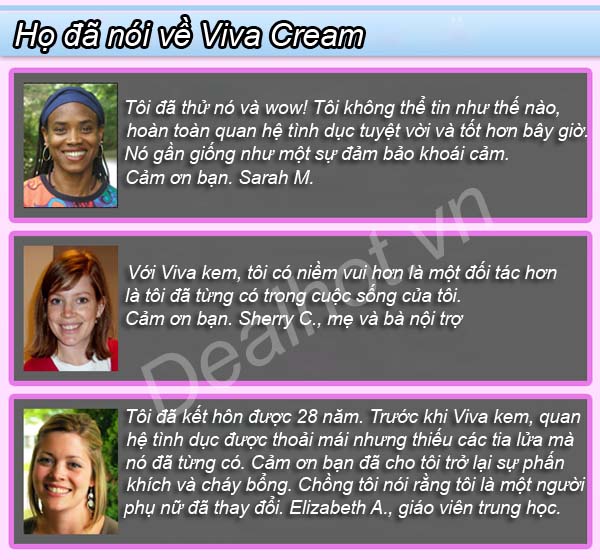 Họ đã nói về Viva Cream
Tôi đã thử nó và wow! Tôi không thể tin như thế nào,
hoàn toàn quan hệ tình dục tuyệt vời và tốt hơn bây giờ.
Nó gần giống như một sự đảm bảo khoái cảm.
Cảm ơn bạn. Sarah M.
Với Viva kem, tôi có niềm vui hơn là một đối tác hơn
là tôi đã từng có trong cuộc sống của tôi.
Cảm ơn bạn. Sherry C., mẹ và bà nội trợ
Tôi đã kết hôn được 28 năm. Trước khi Viva kem, quan
hệ tình dục được thoải mái nhưng thiếu các tia lửa mà
nó đã từng có. Cảm ơn bạn đã cho tôi trở lại sự phấn
khích và cháy bổng. Chồng tôi nói rằng tôi là một người
phụ nữ đã thay đổi. Elizabeth A., giáo viên trung học.
Dealhot.vn